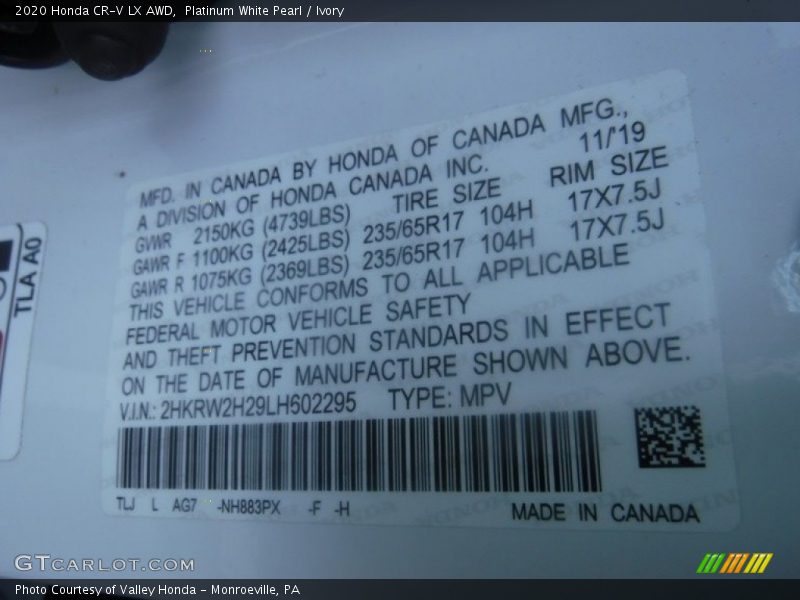 2020 Honda CR-V LX AWD, Platinum White Pearl / Ivory
MFD. IN CANADA BY HONDA OF CANADA MFG.,
A DIVISION OF HONDA CANADA INC. 11/'19
GVWR 2150KG (4739LBS) TIRE SIZE RIM SIZE
GAWR F 1100KG (2425LBS) 235/65R17 104H 17X7.5J
GAWR R 1075KG (2369LBS) 235/65R17 104H 17X7.5J
THIS VEHICLE CONFORMS TO ALL APPLICABLE
FEDERAL MOTOR VEHICLE SAFETY
AND THEFT PREVENTION STANDARDS IN EFFECT
ON THE DATE OF MANUFACTURE SHOWN ABOVE.
V.I.N.: 2HKRW2H29LH602295 TYPE: MPV
TLJ L AG7 -NH883PX -F -H MADE IN CANADA
TLA A0
GTCARLOT.COM
Photo Courtesy of Valley Honda - Monroeville, PA